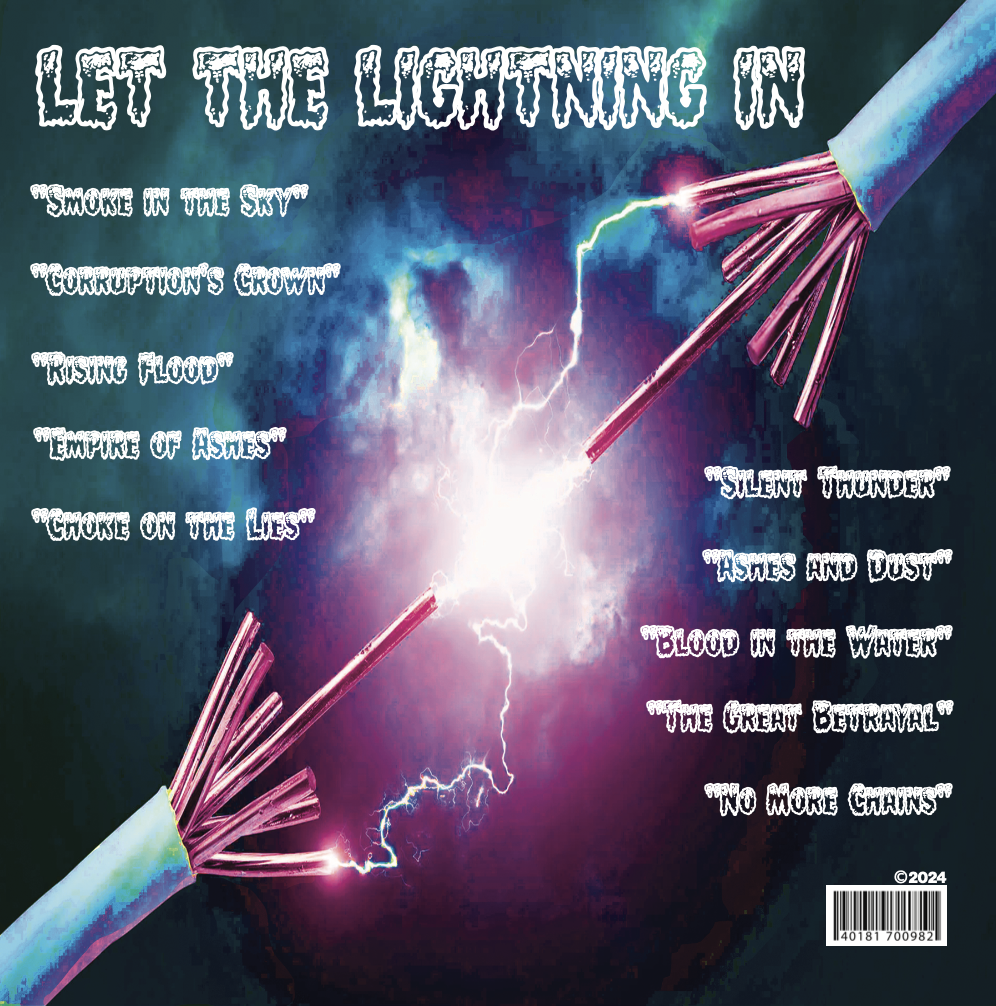 Let the Lightning In
"Smoke in the Sky"
"Corruption's Crown"
"Rising Flood"
"Empire of Ashes"
"Choke on the Lies"
"Silent Thunder"
"Ashes and Dust"
"Blood in the Water"
"The Great Betrayal"
"No More Chains"
©2024
40181 700982